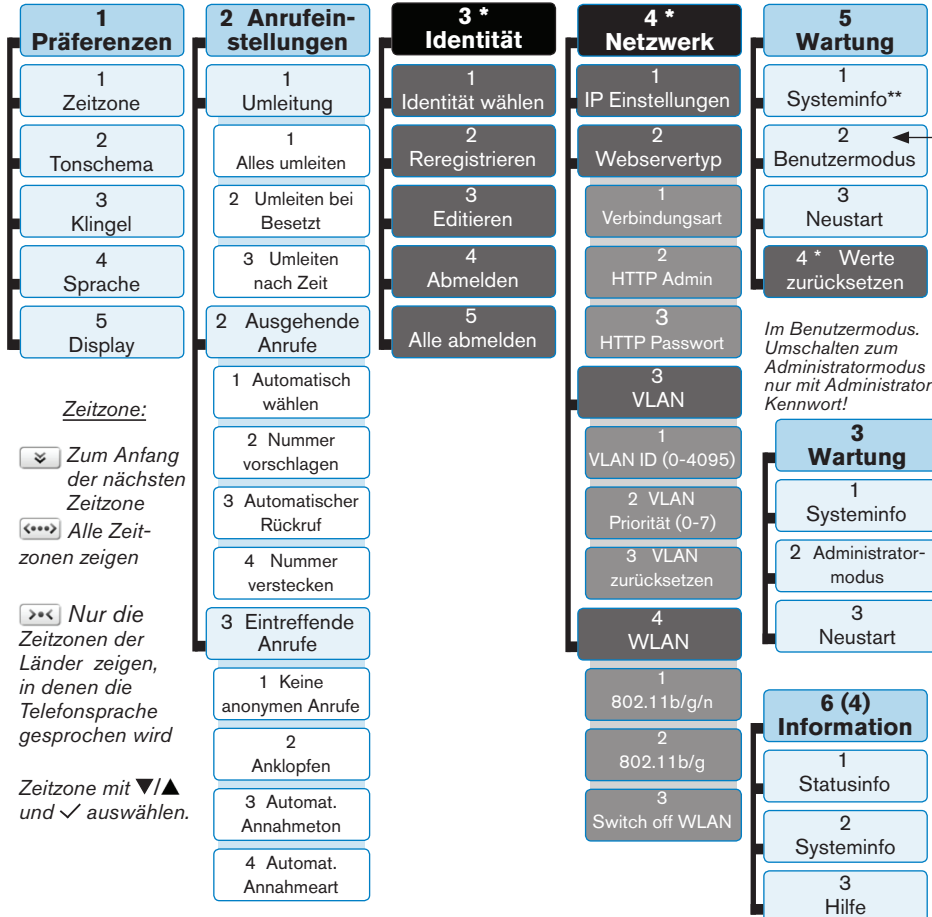 1
Präferenzen
1
Zeitzone
2
Tonschema
3
Klingel
4
Sprache
5
Display
Zeitzone:
Zum Anfang
der nächsten
Zeitzone
Alle Zeit-
zonen zeigen
Nur die
Zeitzonen der
Länder zeigen,
in denen die
Telefonsprache
gesprochen wird
Zeitzone mit ▼/▲
und ✓ auswählen.
2 Anrufein-
stellungen
1
Umleitung
1
Alles umleiten
2 Umleiten bei
Besetzt
3 Umleiten
nach Zeit
2 Ausgehende
Anrufe
1 Automatisch
wählen
2 Nummer
vorschlagen
3 Automatischer
Rückruf
4 Nummer
verstecken
3 Eintreffende
Anrufe
1 Keine
anonymen Anrufe
2
Anklopfen
3 Automat.
Annahmeton
4 Automat.
Annahmeart
3 *
Identität
1
Identität wählen
2
Reregistrieren
3
Editieren
4
Abmelden
5
Alle abmelden
4 *
Netzwerk
1
IP Einstellungen
2
Webservertyp
1
Verbindungsart
2
HTTP Admin
3
HTTP Passwort
3
VLAN
1
VLAN ID (0-4095)
2 VLAN
Priorität (0-7)
3 VLAN
zurücksetzen
4
WLAN
1
802.11b/g/n
2
802.11b/g
3
Switch off WLAN
5
Wartung
1
Systeminfo**
2
Benutzermodus
3
Neustart
4 * Werte
zurücksetzen
Im Benutzermodus.
Umschalten zum
Administratormodus
nur mit Administrator
Kennwort!
3
Wartung
1
Systeminfo
2 Administrator-
modus
3
Neustart
6 (4)
Information
1
Statusinfo
2
Systeminfo
3
Hilfe